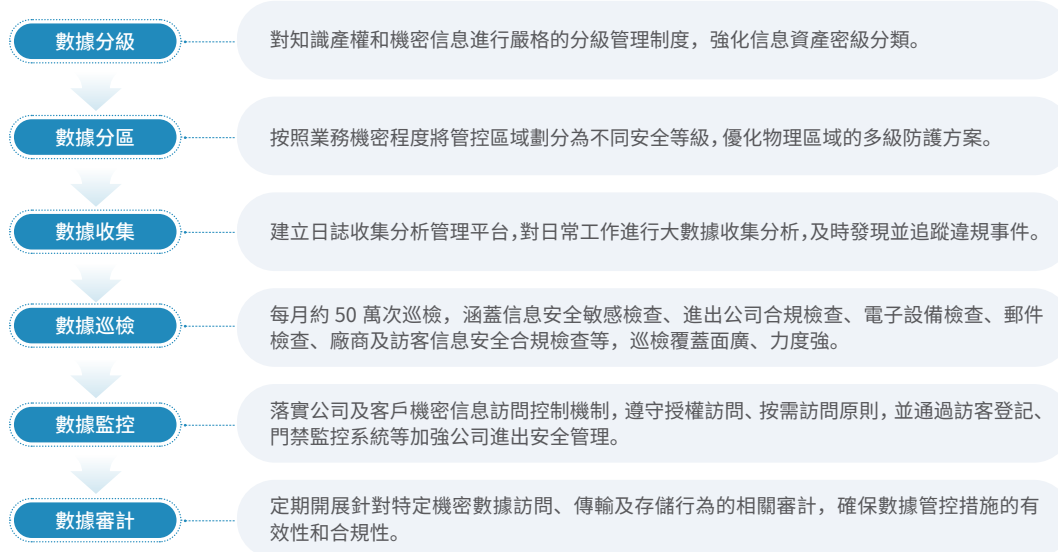 數據分級
對知識產權和機密信息進行嚴格的分級管理制度，強化信息資產密級分類。
數據分區
按照業務機密程度將管控區域劃分為不同安全等級，優化物理區域的多級防護方案。
數據收集
建立日誌收集分析管理平台，對日常工作進行大數據收集分析，及時發現並追蹤違規事件。
數據巡檢
每月約 50 萬次巡檢，涵蓋信息安全敏感檢查、進出公司合規檢查、電子設備檢查、郵件
檢查、廠商及訪客信息安全合規檢查等，巡檢覆蓋面廣、力度強。
數據監控
落實公司及客戶機密信息訪問控制機制，遵守授權訪問、按需訪問原則，並通過訪客登記、
門禁監控系統等加強公司進出安全管理。
數據審計
定期開展針對特定機密數據訪問、傳輸及存儲行為的相關審計，確保數據管控措施的有
效性和合規性。